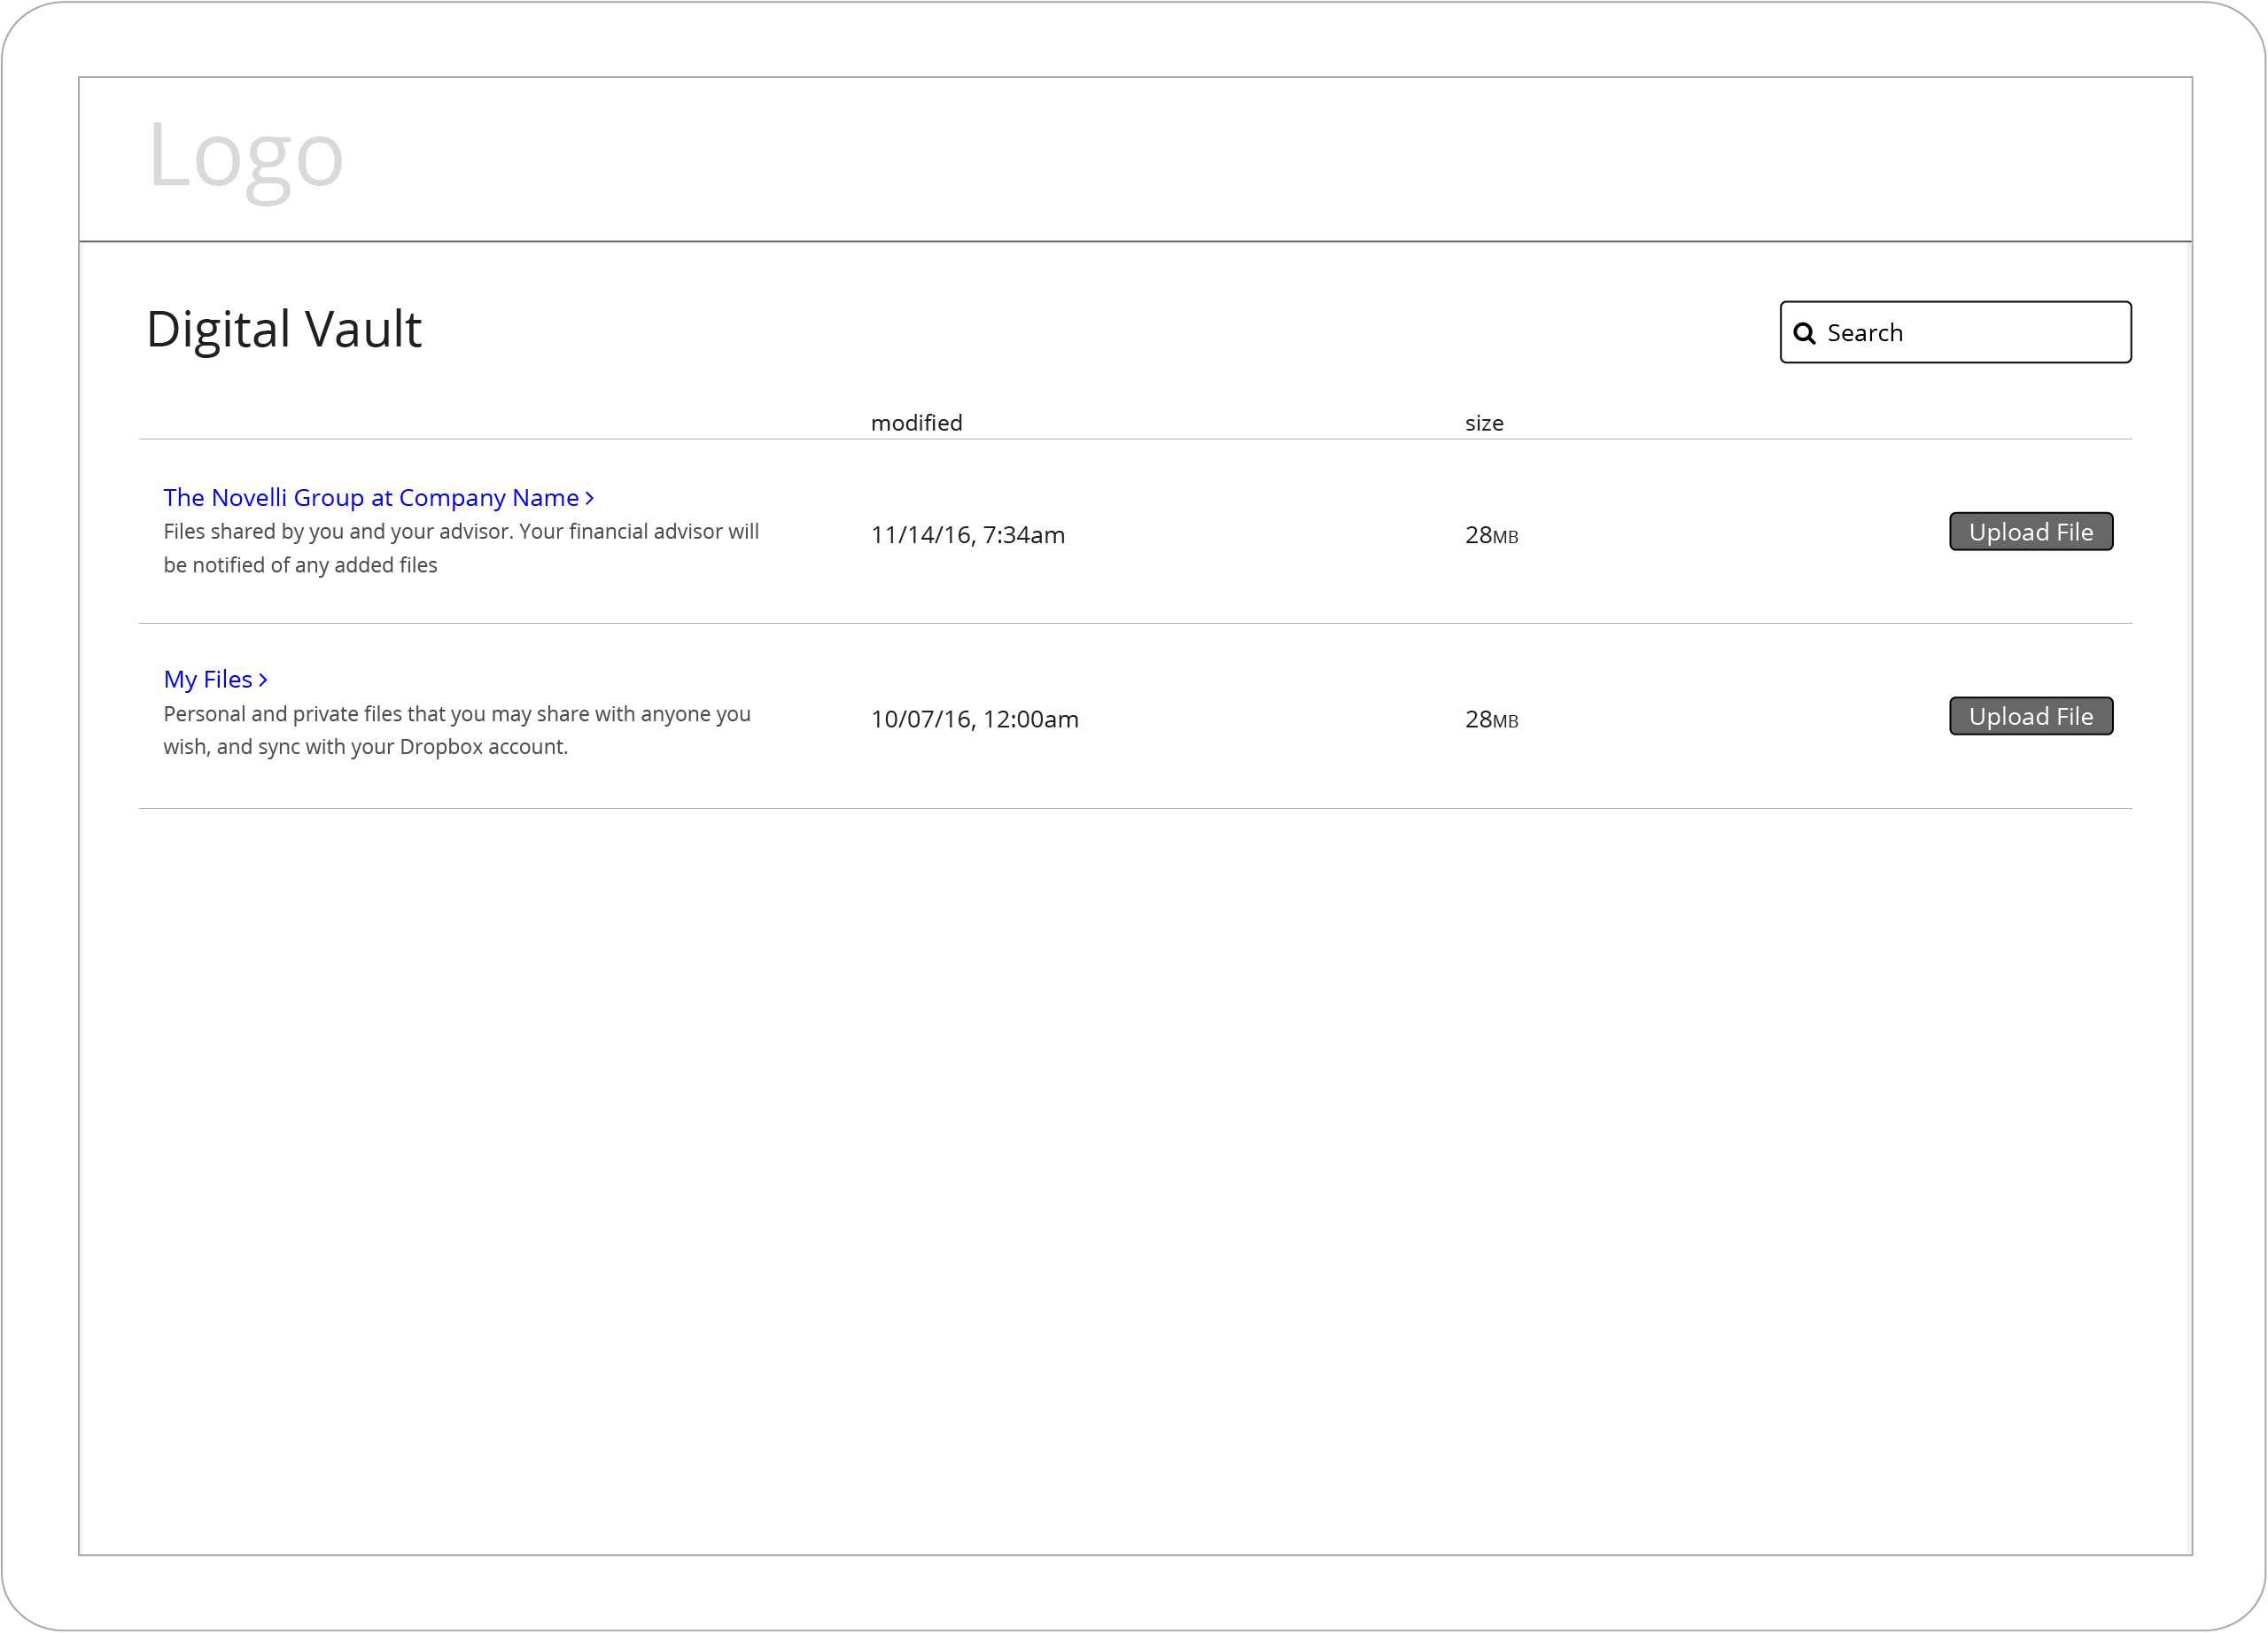 Logo
Digital Vault
Search
modified size
The Novelli Group at Company Name >
Files shared by you and your advisor. Your financial advisor will
be notified of any added files
11/14/16, 7:34am
28MB
Upload File
My Files >
Personal and private files that you may share with anyone you
wish, and sync with your Dropbox account.
10/07/16, 12:00am
28MB
Upload File